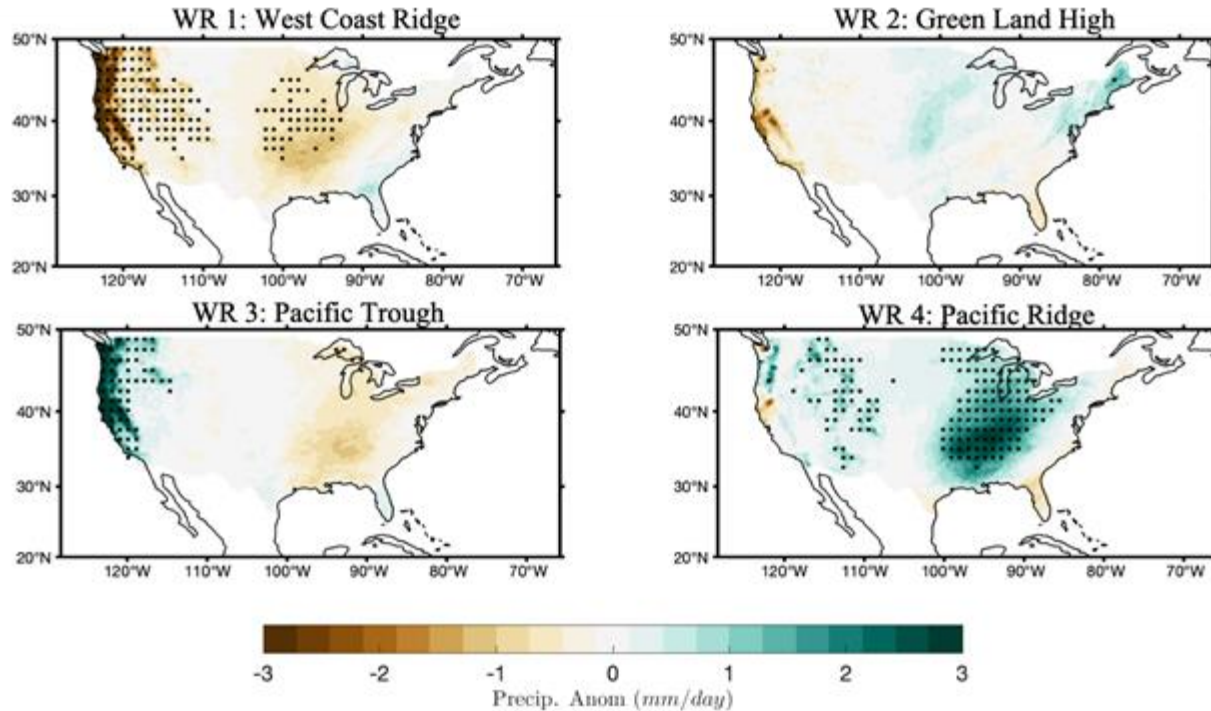 WR 1: West Coast Ridge
WR 2: Green Land High
50°N
40°N
30°N
20°N
120°W 110°W 100°W 90°W 80°W 70°W
50°N
40°N
30°N
20°N
120°W 110°W 100°W 90°W 80°W 70°W
WR 3: Pacific Trough
WR 4: Pacific Ridge
50°N
40°N
30°N
20°N
120°W 110°W 100°W 90°W 80°W 70°W
50°N
40°N
30°N
20°N
120°W 110°W 100°W 90°W 80°W 70°W
-3 -2 -1 0 1 2 3
Precip. Anom (mm/day)